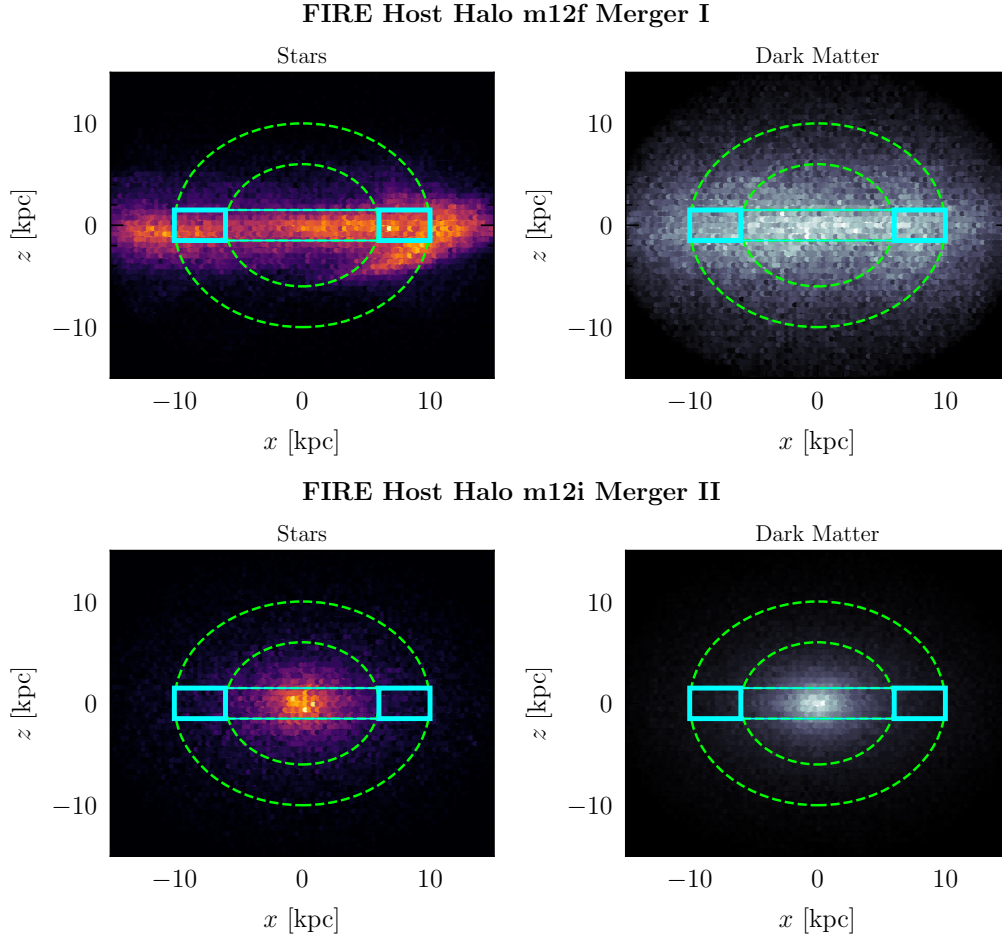 FIRE Host Halo m12f Merger I
Stars
Dark Matter
10
0
−10
z [kpc]
−10 0 10
x [kpc]
10
0
−10
z [kpc]
−10 0 10
x [kpc]
FIRE Host Halo m12i Merger II
Stars
Dark Matter
10
0
−10
z [kpc]
−10 0 10
x [kpc]
10
0
−10
z [kpc]
−10 0 10
x [kpc]